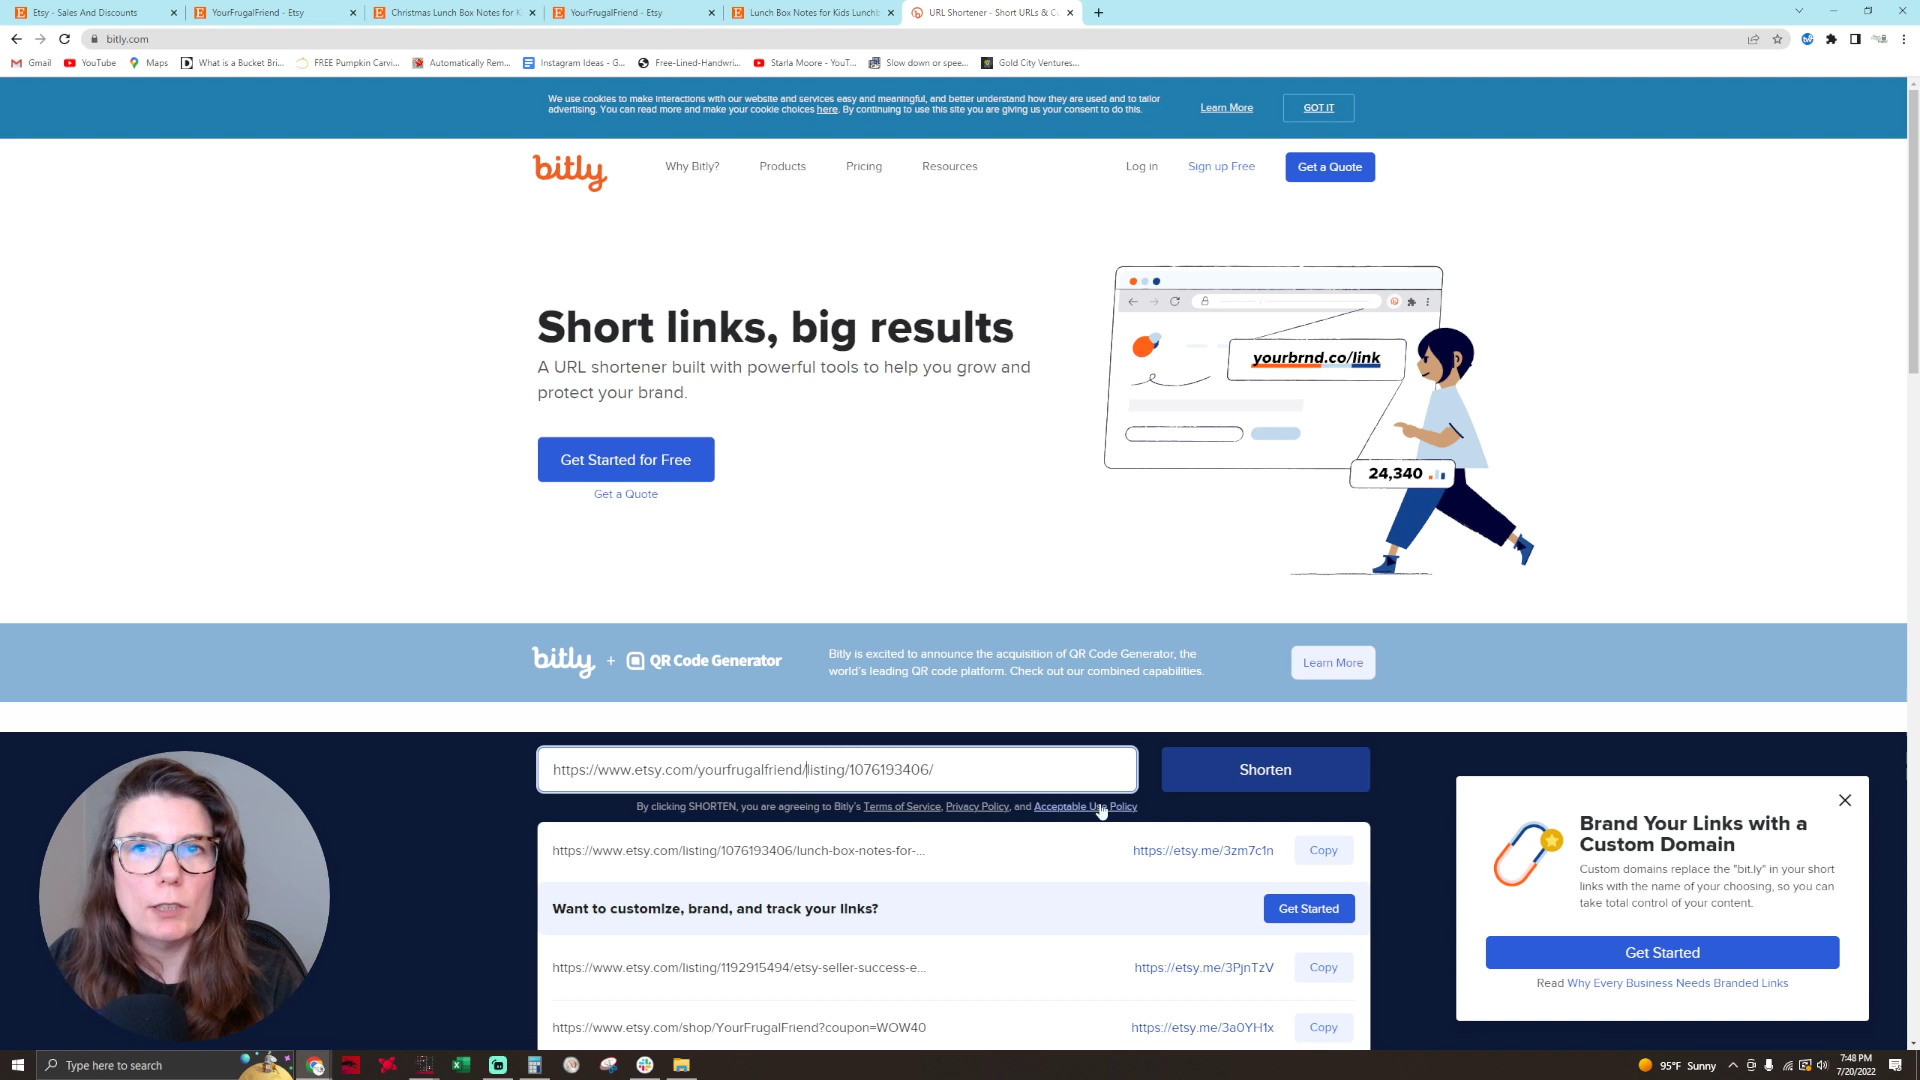 Etsy - Sales And Discounts
YourFrugalFriend - Etsy
Christmas Lunch Box Notes for K
YourFrugalFriend - Etsy
Lunch Box Notes for Kids Lunchb
URL Shortener - Short URLs & Cu
bitly.com
Gmail
YouTube
Maps
What is a Bucket Bri...
FREE Pumpkin Carvi...
Automatically Rem...
Instagram Ideas - G...
Free-Lined-Handwri...
Starla Moore - YouT...
Slow down or spee...
Gold City Ventures...
We use cookies to make interactions with our website and services easy and meaningful, and better understand how they are used and to tailor
advertising. You can read more and make your cookie choices here. By continuing to use this site you are giving us your consent to do this.
Learn More
GOT IT
bitly
Why Bitly?
Products
Pricing
Resources
Log in
Sign up Free
Get a Quote
Short links, big results
A URL shortener built with powerful tools to help you grow and
protect your brand.
Get Started for Free
Get a Quote
yourbrnd.co/link
24,340
bitly + QR Code Generator
Bitly is excited to announce the acquisition of QR Code Generator, the
world's leading QR code platform. Check out our combined capabilities.
Learn More
https://www.etsy.com/yourfrugalfriend/listing/1076193406/
Shorten
By clicking SHORTEN, you are agreeing to Bitly's Terms of Service, Privacy Policy, and Acceptable Use Policy
https://www.etsy.com/listing/1076193406/lunch-box-notes-for-...
https://etsy.me/3zm7c1n
Copy
Want to customize, brand, and track your links?
Get Started
https://www.etsy.com/listing/1192915494/etsy-seller-success-e...
https://etsy.me/3PjnTzV
Copy
https://www.etsy.com/shop/YourFrugalFriend?coupon=WOW40
https://etsy.me/3a0YH1x
Copy
Brand Your Links with a
Custom Domain
Custom domains replace the "bit.ly" in your short
links with the name of your choosing, so you can
take total control of your content.
Get Started
Read Why Every Business Needs Branded Links
Type here to search
95°F Sunny
7:48 PM
7/20/2022